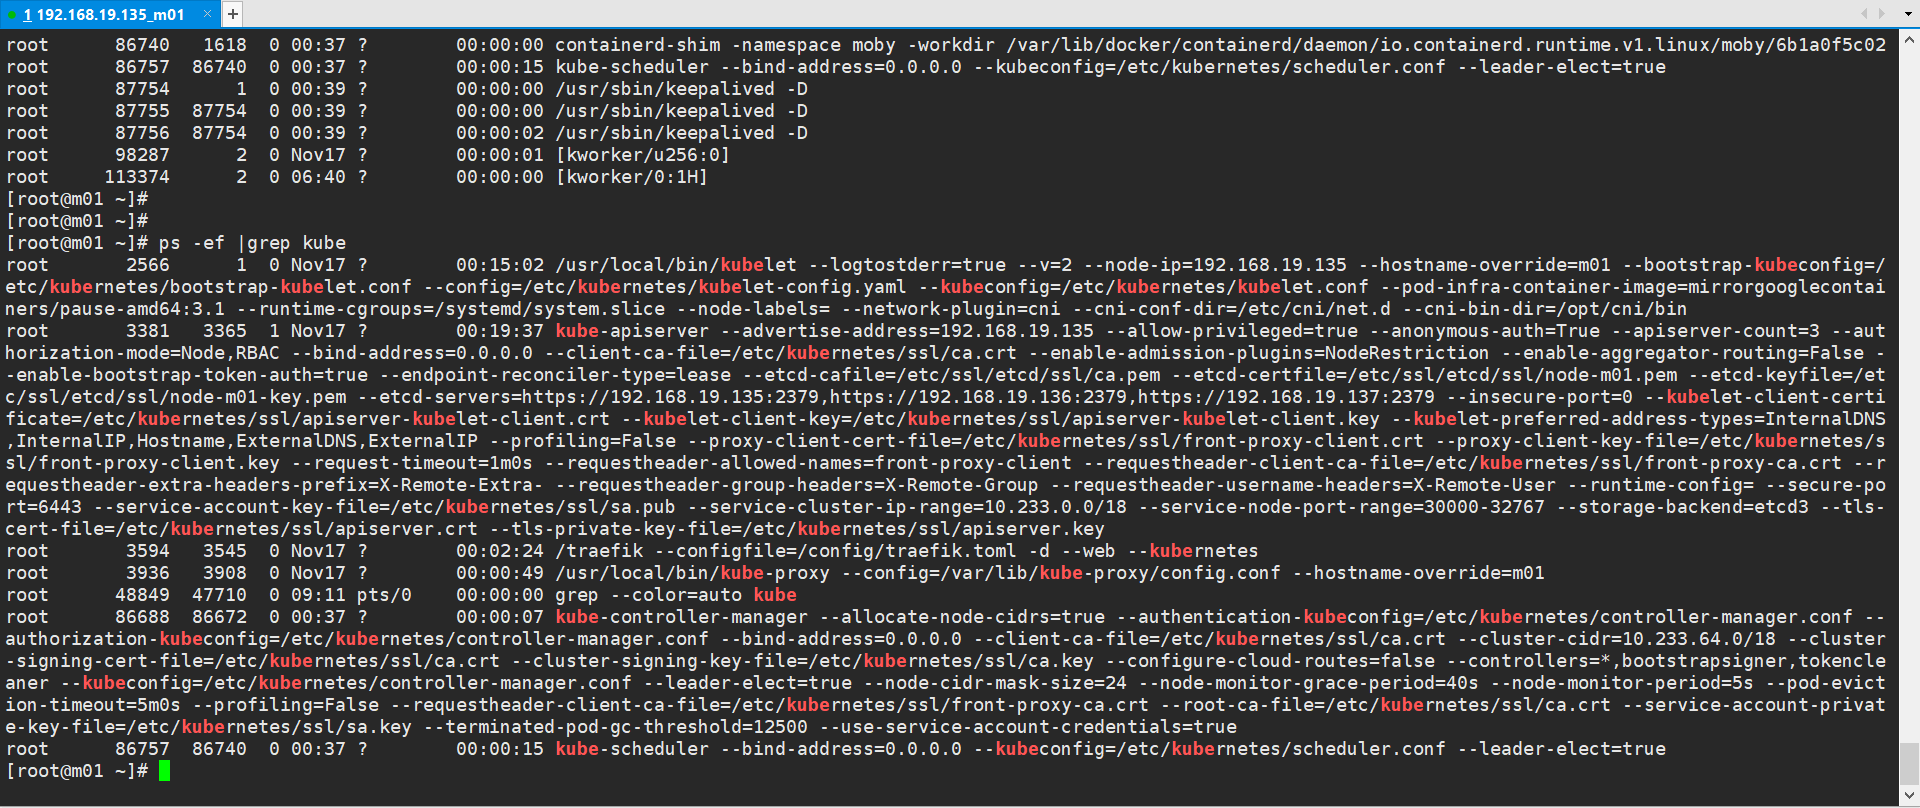 1 192.168.19.135_m01 × +
root      86740   1618  0 00:37 ?        00:00:00 containerd-shim -namespace moby -workdir /var/lib/docker/containerd/daemon/io.containerd.runtime.v1.linux/moby/6b1a0f5c02
root      86757  86740  0 00:37 ?        00:00:15 kube-scheduler --bind-address=0.0.0.0 --kubeconfig=/etc/kubernetes/scheduler.conf --leader-elect=true
root      87754      1  0 00:39 ?        00:00:00 /usr/sbin/keepalived -D
root      87755  87754  0 00:39 ?        00:00:00 /usr/sbin/keepalived -D
root      87756  87754  0 00:39 ?        00:00:02 /usr/sbin/keepalived -D
root      98287      2  0 Nov17 ?        00:00:01 [kworker/u256:0]
root     113374      2  0 06:40 ?        00:00:00 [kworker/0:1H]
[root@m01 ~]#
[root@m01 ~]#
[root@m01 ~]# ps -ef |grep kube
root       2566      1  0 Nov17 ?        00:15:02 /usr/local/bin/kubelet --logtostderr=true --v=2 --node-ip=192.168.19.135 --hostname-override=m01 --bootstrap-kubeconfig=/
etc/kubernetes/bootstrap-kubelet.conf --config=/etc/kubernetes/kubelet-config.yaml --kubeconfig=/etc/kubernetes/kubelet.conf --pod-infra-container-image=mirrorgooglecontai
ners/pause-amd64:3.1 --runtime-cgroups=/systemd/system.slice --node-labels= --network-plugin=cni --cni-conf-dir=/etc/cni/net.d --cni-bin-dir=/opt/cni/bin
root       3381   3365  1 Nov17 ?        00:19:37 kube-apiserver --advertise-address=192.168.19.135 --allow-privileged=true --anonymous-auth=True --apiserver-count=3 --aut
horization-mode=Node,RBAC --bind-address=0.0.0.0 --client-ca-file=/etc/kubernetes/ssl/ca.crt --enable-admission-plugins=NodeRestriction --enable-aggregator-routing=False -
-enable-bootstrap-token-auth=true --endpoint-reconciler-type=lease --etcd-cafile=/etc/ssl/etcd/ssl/ca.pem --etcd-certfile=/etc/ssl/etcd/ssl/node-m01.pem --etcd-keyfile=/et
c/ssl/etcd/ssl/node-m01-key.pem --etcd-servers=https://192.168.19.135:2379,https://192.168.19.136:2379,https://192.168.19.137:2379 --insecure-port=0 --kubelet-client-certi
ficate=/etc/kubernetes/ssl/apiserver-kubelet-client.crt --kubelet-client-key=/etc/kubernetes/ssl/apiserver-kubelet-client.key --kubelet-preferred-address-types=InternalDNS
,InternalIP,Hostname,ExternalDNS,ExternalIP --profiling=False --proxy-client-cert-file=/etc/kubernetes/ssl/front-proxy-client.crt --proxy-client-key-file=/etc/kubernetes/s
sl/front-proxy-client.key --request-timeout=1m0s --requestheader-allowed-names=front-proxy-client --requestheader-client-ca-file=/etc/kubernetes/ssl/front-proxy-ca.crt --r
equestheader-extra-headers-prefix=X-Remote-Extra- --requestheader-group-headers=X-Remote-Group --requestheader-username-headers=X-Remote-User --runtime-config= --secure-po
rt=6443 --service-account-key-file=/etc/kubernetes/ssl/sa.pub --service-cluster-ip-range=10.233.0.0/18 --service-node-port-range=30000-32767 --storage-backend=etcd3 --tls-
cert-file=/etc/kubernetes/ssl/apiserver.crt --tls-private-key-file=/etc/kubernetes/ssl/apiserver.key
root       3594   3545  0 Nov17 ?        00:02:24 /traefik --configfile=/config/traefik.toml -d --web --kubernetes
root       3936   3908  0 Nov17 ?        00:00:49 /usr/local/bin/kube-proxy --config=/var/lib/kube-proxy/config.conf --hostname-override=m01
root      48849  47710  0 09:11 pts/0    00:00:00 grep --color=auto kube
root      86688  86672  0 00:37 ?        00:00:07 kube-controller-manager --allocate-node-cidrs=true --authentication-kubeconfig=/etc/kubernetes/controller-manager.conf --
authorization-kubeconfig=/etc/kubernetes/controller-manager.conf --bind-address=0.0.0.0 --client-ca-file=/etc/kubernetes/ssl/ca.crt --cluster-cidr=10.233.64.0/18 --cluster
-signing-cert-file=/etc/kubernetes/ssl/ca.crt --cluster-signing-key-file=/etc/kubernetes/ssl/ca.key --configure-cloud-routes=false --controllers=*,bootstrapsigner,tokencle
aner --kubeconfig=/etc/kubernetes/controller-manager.conf --leader-elect=true --node-cidr-mask-size=24 --node-monitor-grace-period=40s --node-monitor-period=5s --pod-evict
ion-timeout=5m0s --profiling=False --requestheader-client-ca-file=/etc/kubernetes/ssl/front-proxy-ca.crt --root-ca-file=/etc/kubernetes/ssl/ca.crt --service-account-privat
e-key-file=/etc/kubernetes/ssl/sa.key --terminated-pod-gc-threshold=12500 --use-service-account-credentials=true
root      86757  86740  0 00:37 ?        00:00:15 kube-scheduler --bind-address=0.0.0.0 --kubeconfig=/etc/kubernetes/scheduler.conf --leader-elect=true
[root@m01 ~]#